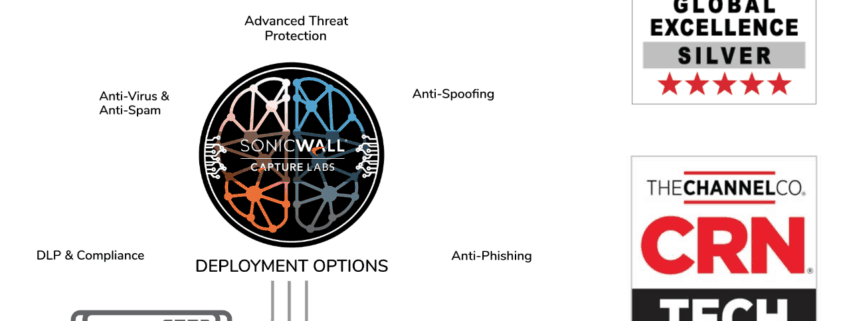 Advanced Threat
Protection
Anti-Virus &
Anti-Spam
Anti-Spoofing
SONICWALL
CAPTURE LABS
DLP & Compliance
Anti-Phishing
DEPLOYMENT OPTIONS
GLOBAL
EXCELLENCE
SILVER
THECHANNELCO.
CRN®
TECH